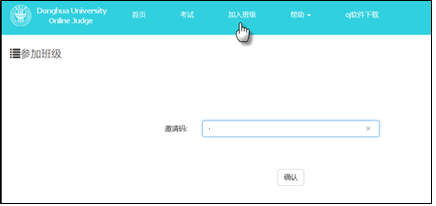 Donghua University
Online Judge
首页 考试 加入班级 帮助 oj软件下载
参加班级
邀请码:
确认